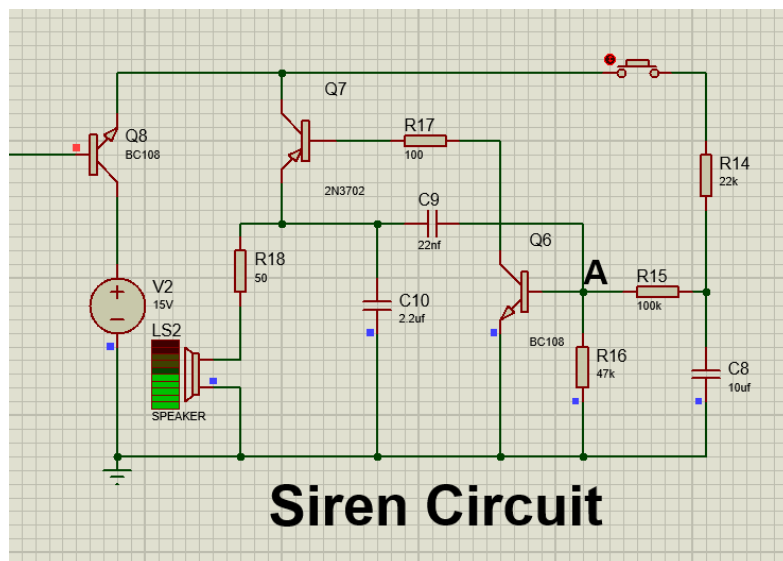 Q7
Q8
BC108
R17
100
R14
22k
2N3702
C9
22nf
Q6
R18
50
A
R15
100k
V2
15V
C10
2.2uf
BC108
R16
47k
C8
10uf
LS2
SPEAKER
Siren Circuit